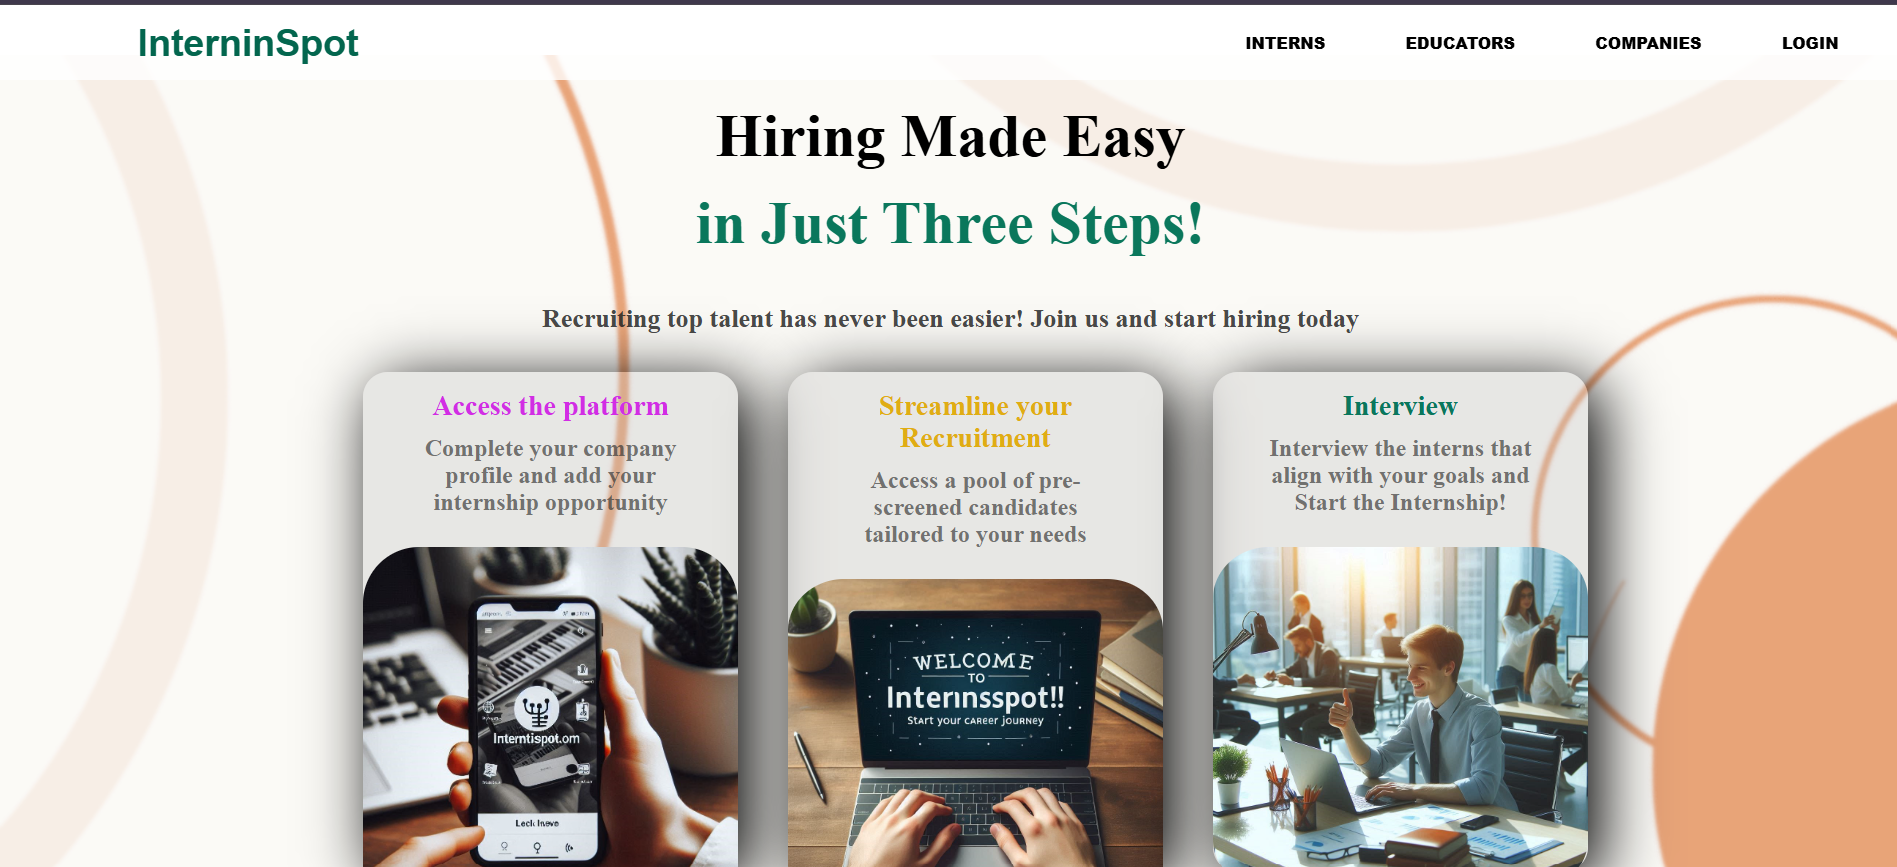 InterninSpot
INTERNS EDUCATORS COMPANIES LOGIN
Hiring Made Easy
in Just Three Steps!
Recruiting top talent has never been easier! Join us and start hiring today
Access the platform
Complete your company
profile and add your
internship opportunity
Interntispot.om
Streamline your
Recruitment
Access a pool of pre-
screened candidates
tailored to your needs
WELCOME
TO
Interinsspot!!
Start your career journey
Interview
Interview the interns that
align with your goals and
Start the Internship!